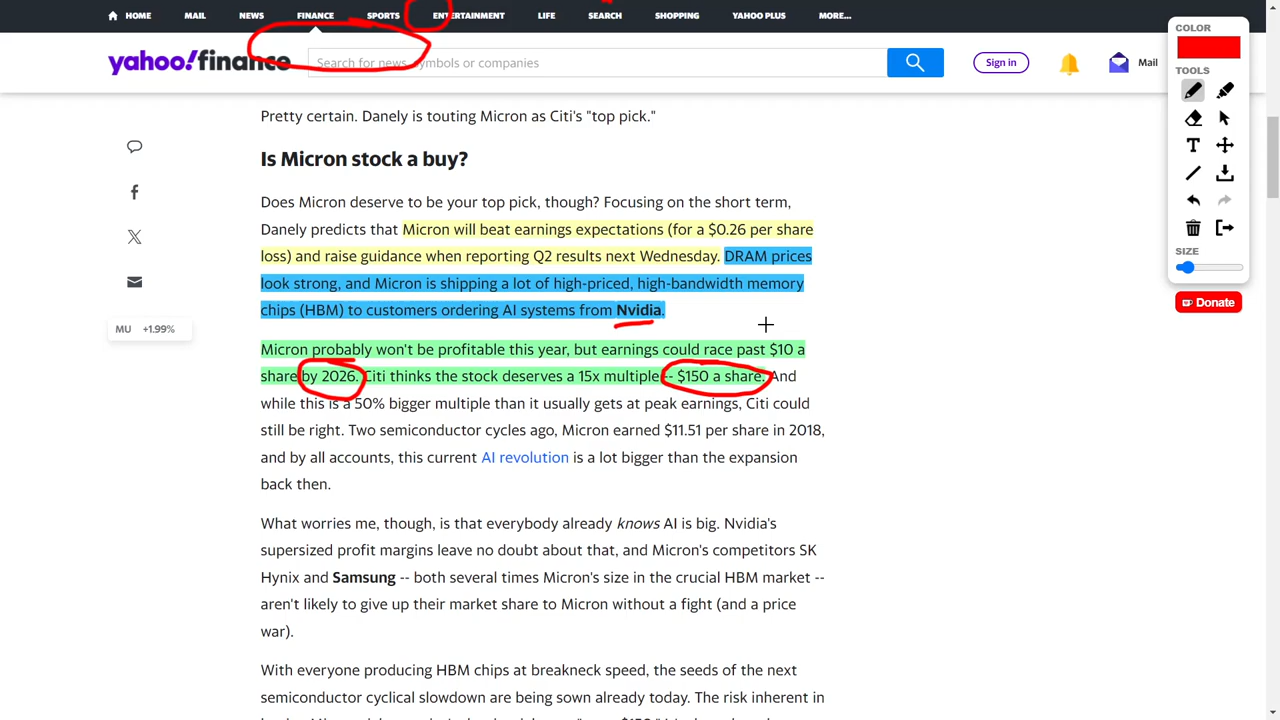 HOME MAIL NEWS FINANCE SPORTS ENTERTAINMENT LIFE SEARCH SHOPPING YAHOO PLUS MORE...
yahoo!finance
Search for news, symbols or companies
Sign in
Mail
COLOR
TOOLS
T
SIZE
Donate
MU +1.99%
Pretty certain. Danely is touting Micron as Citi's "top pick."
Is Micron stock a buy?
Does Micron deserve to be your top pick, though? Focusing on the short term,
Danely predicts that Micron will beat earnings expectations (for a $0.26 per share
loss) and raise guidance when reporting Q2 results next Wednesday. DRAM prices
look strong, and Micron is shipping a lot of high-priced, high-bandwidth memory
chips (HBM) to customers ordering AI systems from Nvidia.
Micron probably won't be profitable this year, but earnings could race past $10 a
share by 2026. Citi thinks the stock deserves a 15x multiple -- $150 a share. And
while this is a 50% bigger multiple than it usually gets at peak earnings, Citi could
still be right. Two semiconductor cycles ago, Micron earned $11.51 per share in 2018,
and by all accounts, this current AI revolution is a lot bigger than the expansion
back then.
What worries me, though, is that everybody already knows AI is big. Nvidia's
supersized profit margins leave no doubt about that, and Micron's competitors SK
Hynix and Samsung -- both several times Micron's size in the crucial HBM market --
aren't likely to give up their market share to Micron without a fight (and a price
war).
With everyone producing HBM chips at breakneck speed, the seeds of the next
semiconductor cyclical slowdown are being sown already today. The risk inherent in